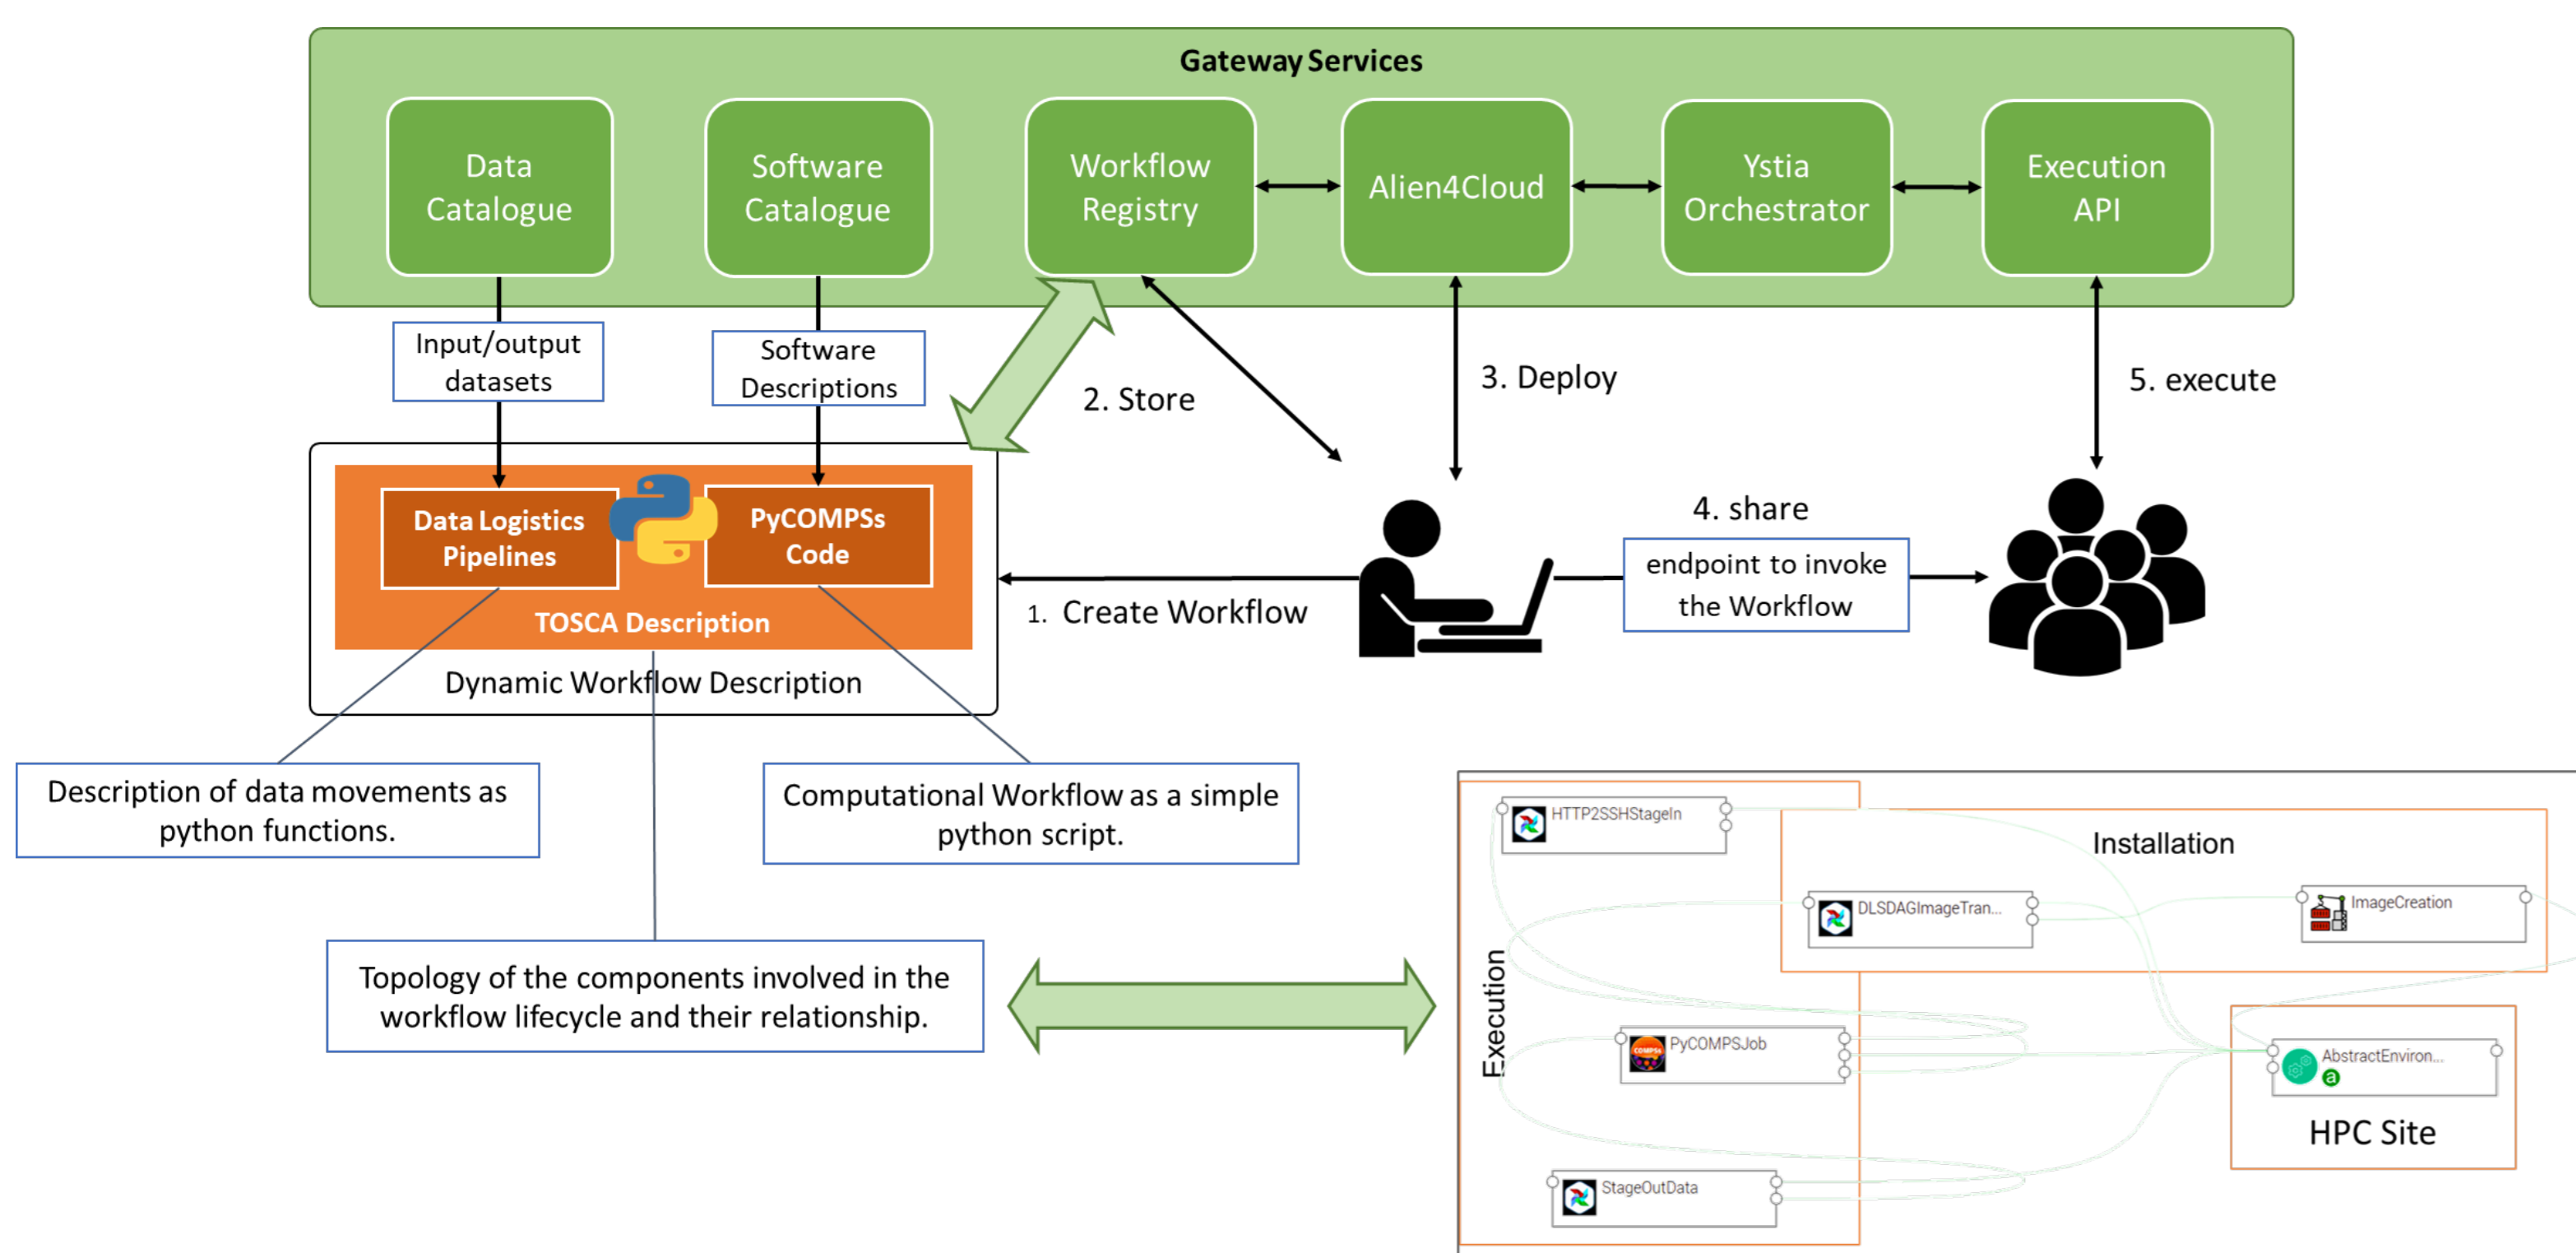 Gateway Services
Data
Catalogue
Software
Catalogue
Workflow
Registry
Alien4Cloud
Ystia
Orchestrator
Execution
API
Input/output
datasets
Software
Descriptions
2. Store
3. Deploy
5. execute
Data Logistics
Pipelines
PyCOMPSs
Code
TOSCA Description
Dynamic Workflow Description
1. Create Workflow
4. share
endpoint to invoke
the Workflow
Description of data movements as
python functions.
Computational Workflow as a simple
python script.
Topology of the components involved in the
workflow lifecycle and their relationship.
Execution
HTTP2SSHStageIn
Installation
DLSDAGImageTran...
ImageCreation
COMPSs
PyCOMPSJob
AbstractEnviron...
a
HPC Site
StageOutData